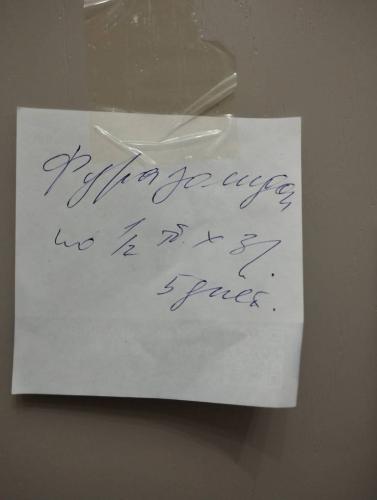 Фуразолидон
по ½ т. x 3 р.
5 дней.